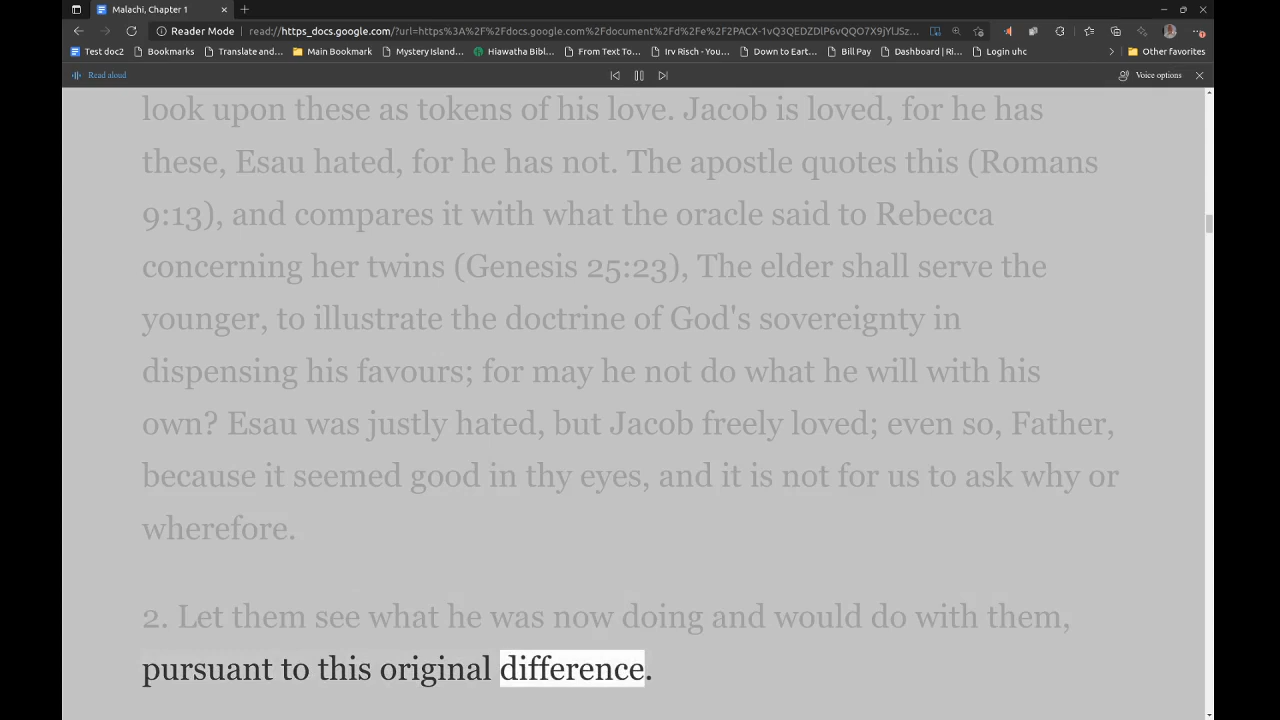 Malachi, Chapter 1
Reader Mode
read://https_docs.google.com/?url=https%3A%2F%2Fdocs.google.com%2Fdocument%2Fd%2Fe%2F2PACX-1vQ3QEDZDlP6vQQO7X9jYlJSz...
Test doc2
Bookmarks
Translate and...
Main Bookmark
Mystery Island...
Hiawatha Bibl...
From Text To...
Irv Risch - You...
Down to Eart...
Bill Pay
Dashboard | Ri...
Login uhc
Other favorites
Read aloud
Voice options
look upon these as tokens of his love. Jacob is loved, for he has
these, Esau hated, for he has not. The apostle quotes this (Romans
9:13), and compares it with what the oracle said to Rebecca
concerning her twins (Genesis 25:23), The elder shall serve the
younger, to illustrate the doctrine of God's sovereignty in
dispensing his favours; for may he not do what he will with his
own? Esau was justly hated, but Jacob freely loved; even so, Father,
because it seemed good in thy eyes, and it is not for us to ask why or
wherefore.
2. Let them see what he was now doing and would do with them,
pursuant to this original difference.